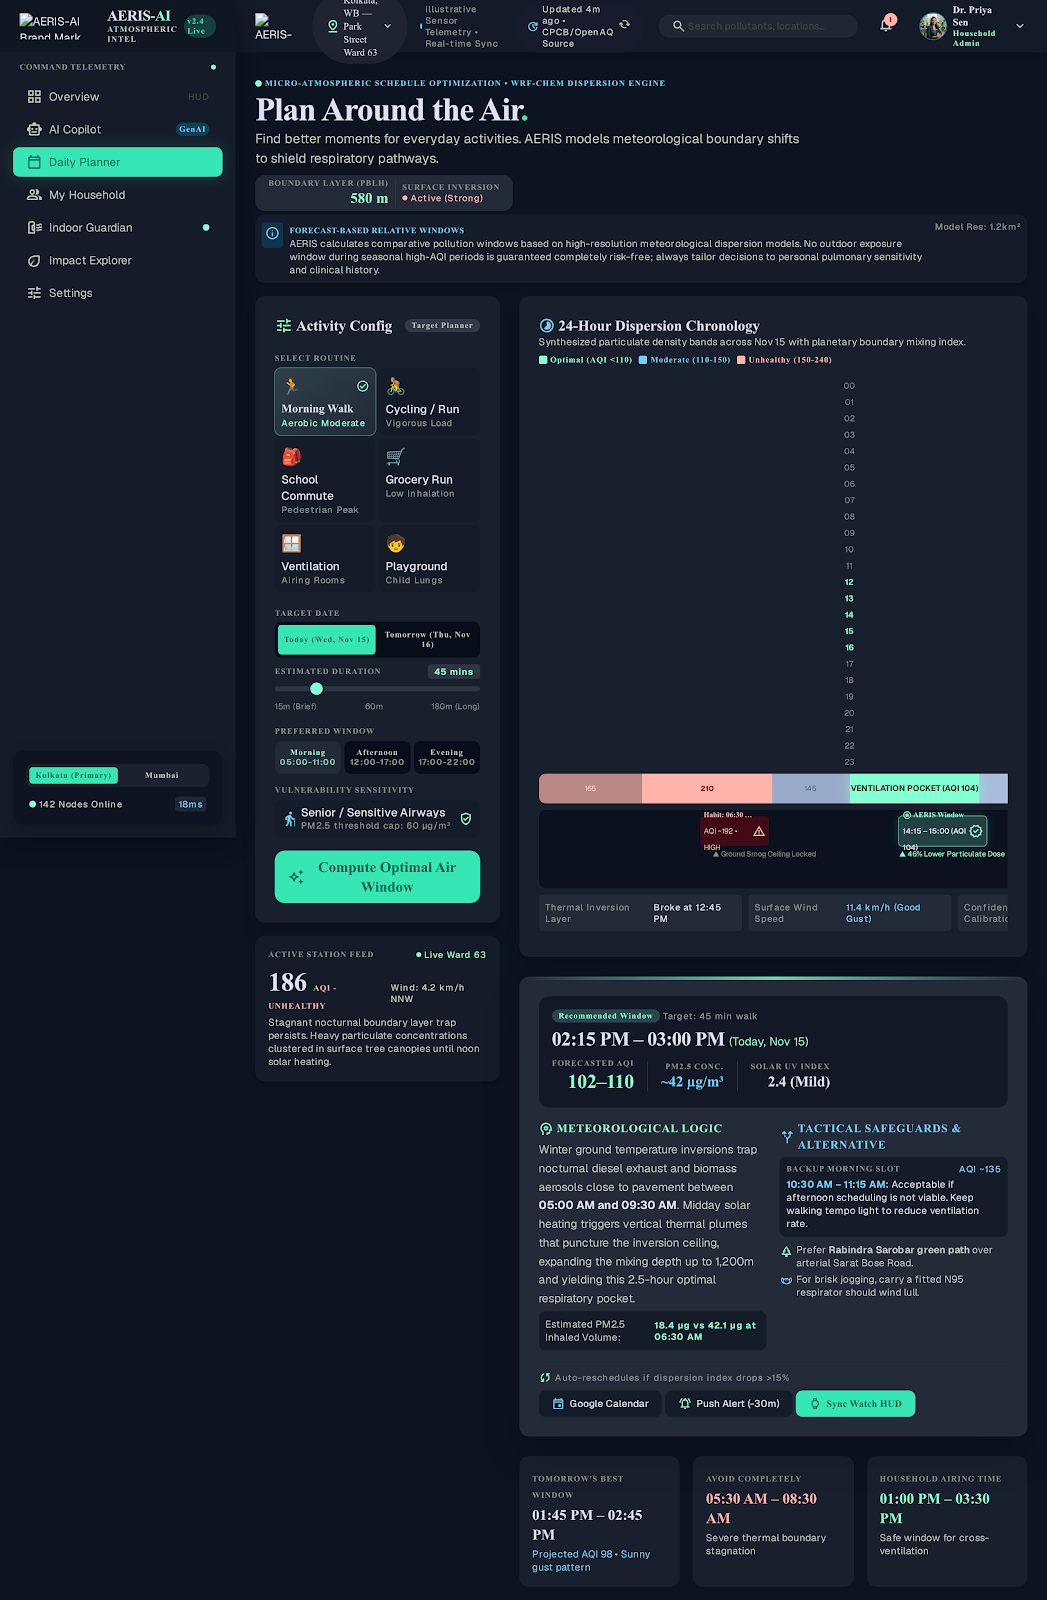 AERIS-AI
Brand Mark
AERIS-AI
ATMOSPHERIC
INTEL
v2.4
Live
AERIS-
Kolkata,
WB —
Park
Street
Ward 63
Illustrative
Sensor
Telemetry •
Real-time Sync
Updated 4m
ago •
CPCB/OpenAQ
Source
Search pollutants, locations...
1
Dr. Priya
Sen
Household
Admin
COMMAND TELEMETRY
Overview
HUD
AI Copilot
GenAI
Daily Planner
My Household
Indoor Guardian
Impact Explorer
Settings
Kolkata (Primary)
Mumbai
142 Nodes Online
18ms
MICRO-ATMOSPHERIC SCHEDULE OPTIMIZATION • WRF-CHEM DISPERSION ENGINE
Plan Around the Air.
Find better moments for everyday activities. AERIS models meteorological boundary shifts
to shield respiratory pathways.
BOUNDARY LAYER (PBLH)
580 m
SURFACE INVERSION
Active (Strong)
FORECAST-BASED RELATIVE WINDOWS
Model Res: 1.2km²
AERIS calculates comparative pollution windows based on high-resolution meteorological dispersion models. No outdoor exposure
window during seasonal high-AQI periods is guaranteed completely risk-free; always tailor decisions to personal pulmonary sensitivity
and clinical history.
Activity Config
Target Planner
SELECT ROUTINE
Morning Walk
Aerobic Moderate
Cycling / Run
Vigorous Load
School
Commute
Pedestrian Peak
Grocery Run
Low Inhalation
Ventilation
Airing Rooms
Playground
Child Lungs
TARGET DATE
Today (Wed, Nov 15)
Tomorrow (Thu, Nov
16)
ESTIMATED DURATION
45 mins
15m (Brief)
60m
180m (Long)
PREFERRED WINDOW
Morning
05:00-11:00
Afternoon
12:00-17:00
Evening
17:00-22:00
VULNERABILITY SENSITIVITY
Senior / Sensitive Airways
PM2.5 threshold cap: 60 µg/m³
Compute Optimal Air
Window
ACTIVE STATION FEED
Live Ward 63
186 AQI -
UNHEALTHY
Wind: 4.2 km/h
NNW
Stagnant nocturnal boundary layer trap
persists. Heavy particulate concentrations
clustered in surface tree canopies until noon
solar heating.
24-Hour Dispersion Chronology
Synthesized particulate density bands across Nov 15 with planetary boundary mixing index.
Optimal (AQI <110)
Moderate (110-150)
Unhealthy (150-240)
00
01
02
03
04
05
06
07
08
09
10
11
12
13
14
15
16
17
18
19
20
21
22
23
165
210
145
VENTILATION POCKET (AQI 104)
Habit: 06:30 ...
AQI ~192 •
HIGH
▲ Ground Smog Ceiling Locked
AERIS Window
14:15 – 15:00 (AQI
104)
▲ 46% Lower Particulate Dose
Thermal Inversion
Layer
Broke at 12:45
PM
Surface Wind
Speed
11.4 km/h (Good
Gust)
Confiden
Calibratio
Recommended Window
Target: 45 min walk
02:15 PM – 03:00 PM (Today, Nov 15)
FORECASTED AQI
102–110
PM2.5 CONC.
~42 µg/m³
SOLAR UV INDEX
2.4 (Mild)
METEOROLOGICAL LOGIC
Winter ground temperature inversions trap
nocturnal diesel exhaust and biomass
aerosols close to pavement between
05:00 AM and 09:30 AM. Midday solar
heating triggers vertical thermal plumes
that puncture the inversion ceiling,
expanding the mixing depth up to 1,200m
and yielding this 2.5-hour optimal
respiratory pocket.
Estimated PM2.5
Inhaled Volume:
18.4 µg vs 42.1 µg at
06:30 AM
TACTICAL SAFEGUARDS &
ALTERNATIVE
BACKUP MORNING SLOT
AQI ~135
10:30 AM – 11:15 AM: Acceptable if
afternoon scheduling is not viable. Keep
walking tempo light to reduce ventilation
rate.
Prefer Rabindra Sarobar green path over
arterial Sarat Bose Road.
For brisk jogging, carry a fitted N95
respirator should wind lull.
Auto-reschedules if dispersion index drops >15%
Google Calendar
Push Alert (-30m)
Sync Watch HUD
TOMORROW'S BEST
WINDOW
01:45 PM – 02:45
PM
Projected AQI 98 • Sunny
gust pattern
AVOID COMPLETELY
05:30 AM – 08:30
AM
Severe thermal boundary
stagnation
HOUSEHOLD AIRING TIME
01:00 PM – 03:30
PM
Safe window for cross-
ventilation